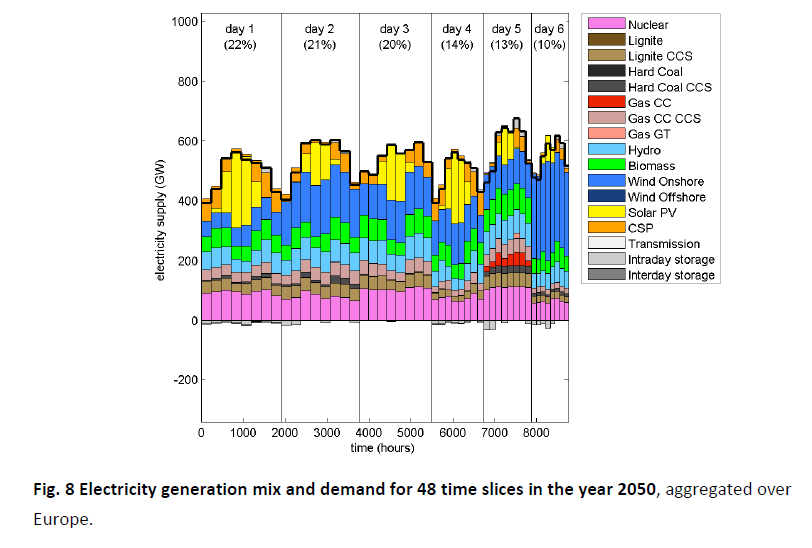 day 1 day 2 day 3 day 4 day 5 day 6
(22%) (21%) (20%) (14%) (13%) (10%)
1000
800
600
400
200
0
-200
electricity supply (GW)
0 1000 2000 3000 4000 5000 6000 7000 8000
time (hours)
Nuclear
Lignite
Lignite CCS
Hard Coal
Hard Coal CCS
Gas CC
Gas CC CCS
Gas GT
Hydro
Biomass
Wind Onshore
Wind Offshore
Solar PV
CSP
Transmission
Intraday storage
Interday storage
Fig. 8 Electricity generation mix and demand for 48 time slices in the year 2050, aggregated over
Europe.